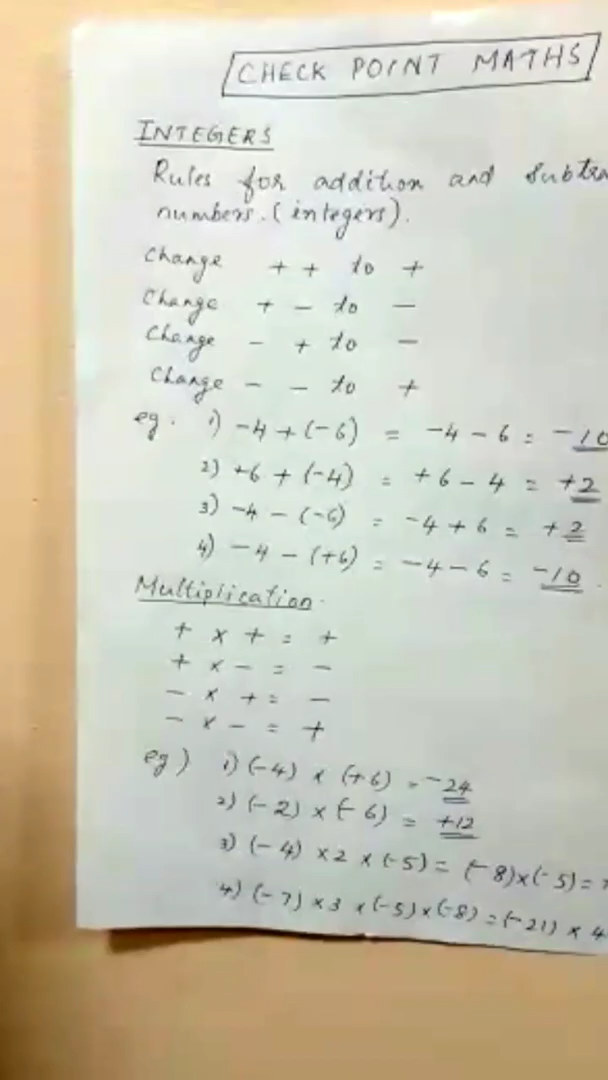 CHECK POINT MATHS
INTEGERS
Rules for addition and subtra
numbers. (integers).
Change + + to +
Change + - to -
Change - + to -
Change - - to +
eg. 1) -4 + (-6) = -4 - 6 = -10
2) +6 + (-4) = +6 - 4 = +2
3) -4 - (-6) = -4 + 6 = +2
4) -4 - (+6) = -4 - 6 = -10
Multiplication.
+ x + = +
+ x - = -
- x + = -
- x - = +
eg) 1) (-4) x (+6) = -24
2) (-2) x (-6) = +12
3) (-4) x 2 x (-5) = (-8) x (-5) =
4) (-7) x 3 x (-5) x (-8) = (-21) x 4